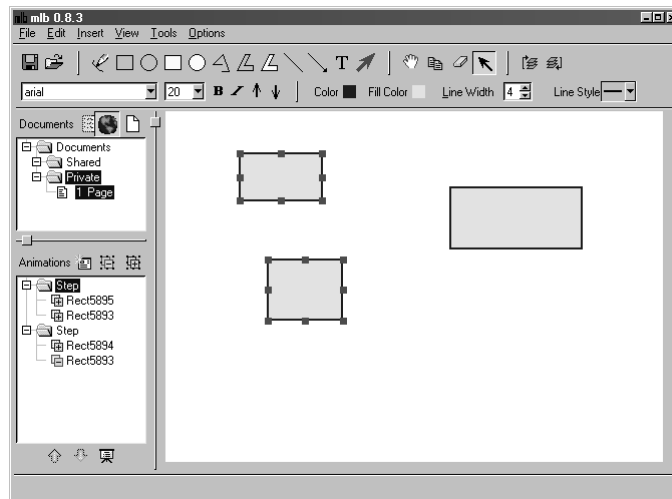 mlb mlb 0.8.3
File Edit Insert View Tools Options
T
arial 20 B I Color Fill Color Line Width 4 Line Style
Documents
Documents
Shared
Private
1 Page
Animations
Step
Rect5895
Rect5893
Step
Rect5894
Rect5893